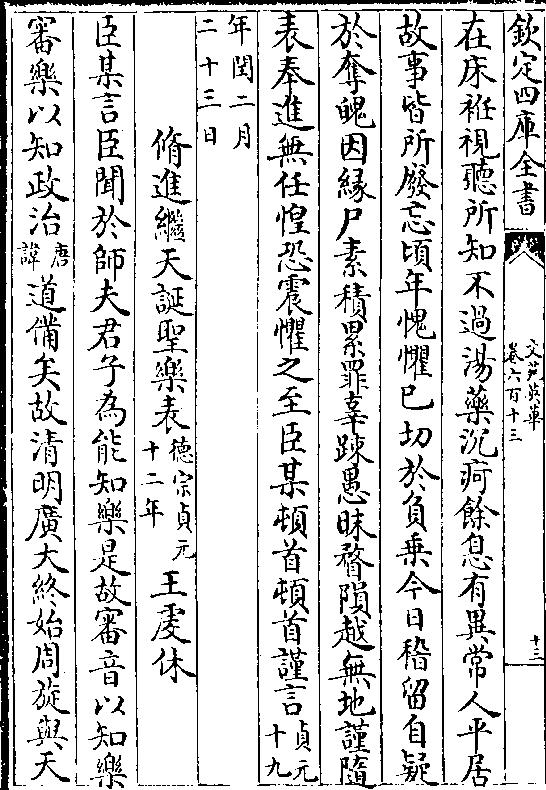 欽定四庫全書
文苑英華
卷六百十三
十三
在床袵視聽所知不過湯藥沉痾餘息有異常人平居
故事皆所廢忘頃年愧懼已切於負乗今日稽留自疑
於奪魄因縁尸素積累罪辜踈愚昧瞀隕越無地謹隨
表奉進無任惶恐震懼之至臣某頓首頓首謹言貞元十九
年閏二月二十三日
脩進繼天誕聖樂表德宗貞元十二年 王虔休
臣某言臣聞於師夫君子為能知樂是故審音以知樂
審樂以知政治唐諱道備矣故清明廣大終始周旋與天